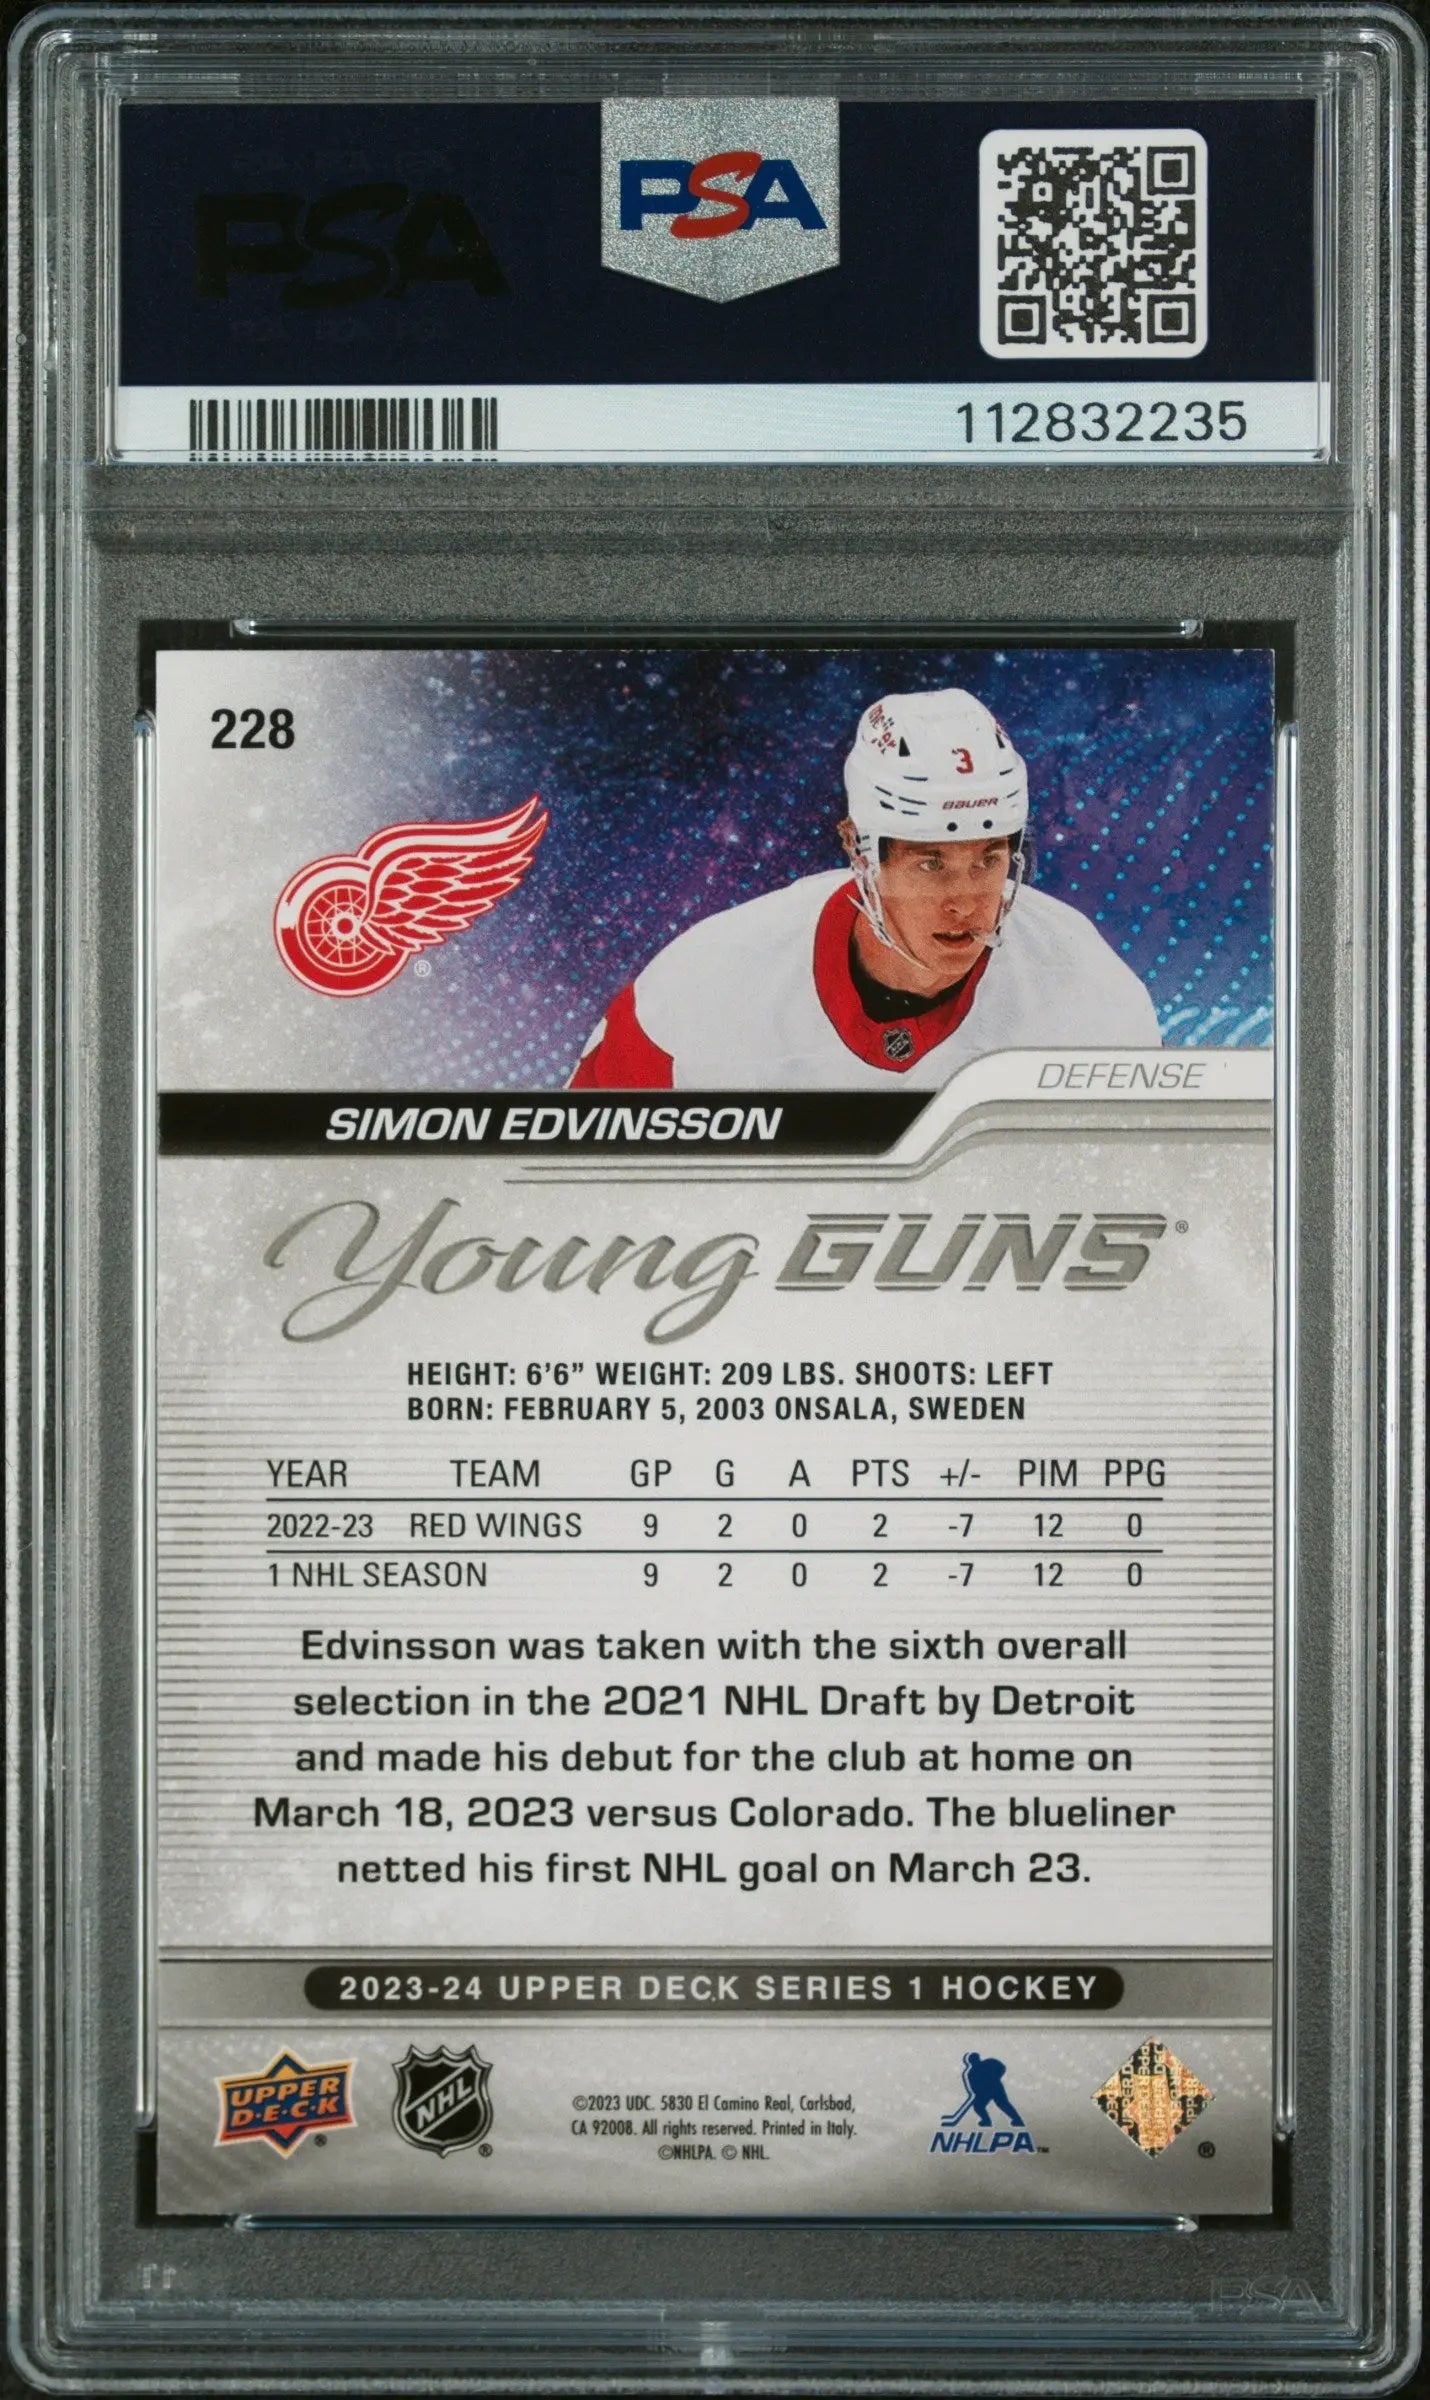 PSA
PSA
112832235
228
3
BAUER
®
DEFENSE
SIMON EDVINSSON
Young GUNS®
HEIGHT: 6'6” WEIGHT: 209 LBS. SHOOTS: LEFT
BORN: FEBRUARY 5, 2003 ONSALA, SWEDEN
YEAR TEAM GP G A PTS +/- PIM PPG
2022-23 RED WINGS 9 2 0 2 -7 12 0
1 NHL SEASON 9 2 0 2 -7 12 0
Edvinsson was taken with the sixth overall
selection in the 2021 NHL Draft by Detroit
and made his debut for the club at home on
March 18, 2023 versus Colorado. The blueliner
netted his first NHL goal on March 23.
2023-24 UPPER DECK SERIES 1 HOCKEY
UPPER
D•E•C•K ®
NHL ®
©2023 UDC. 5830 El Camino Real, Carlsbad,
CA 92008. All rights reserved. Printed in Italy.
©NHLPA. © NHL.
NHLPA™
®
PSA